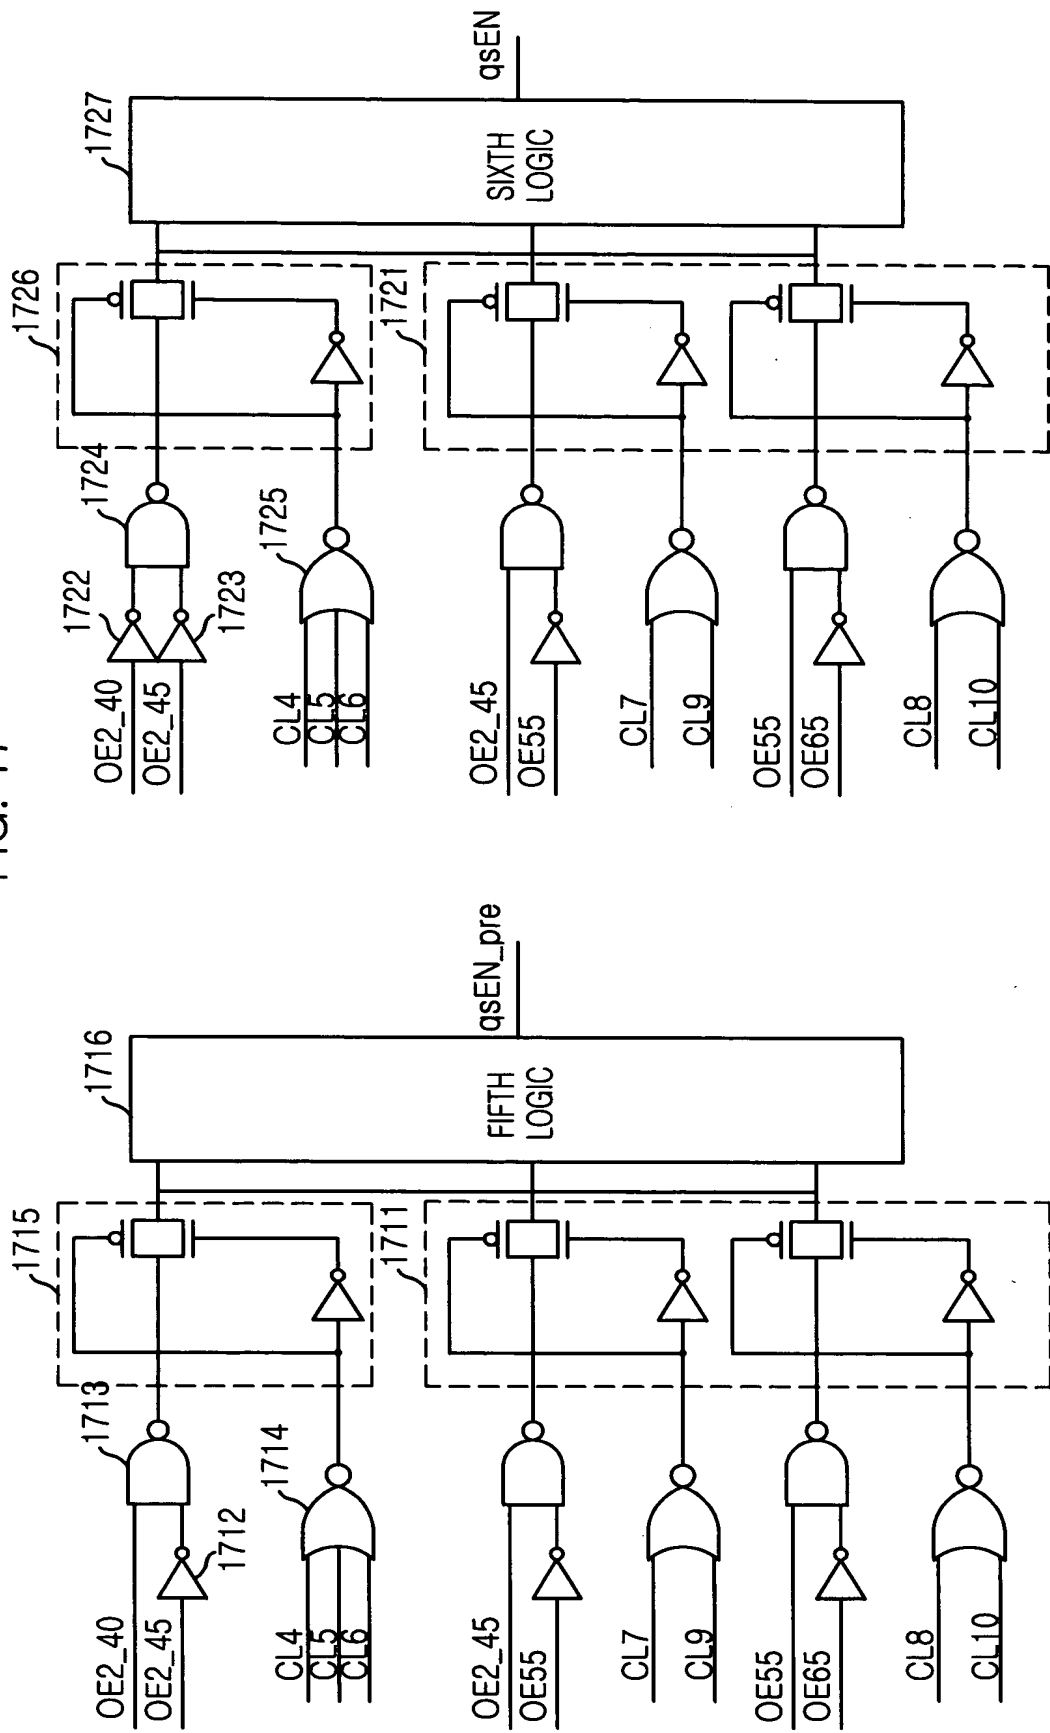 FIG. 17
1713
1715
1716
OE2_40
OE2_45
1712
1714
CL4
CL5
CL6
FIFTH
LOGIC
qsEN_pre
1711
OE2_45
OE55
CL7
CL9
OE55
OE65
CL8
CL10
1722
1724
1726
1727
OE2_40
OE2_45
1723
1725
CL4
CL5
CL6
SIXTH
LOGIC
qsEN
1721
OE2_45
OE55
CL7
CL9
OE55
OE65
CL8
CL10